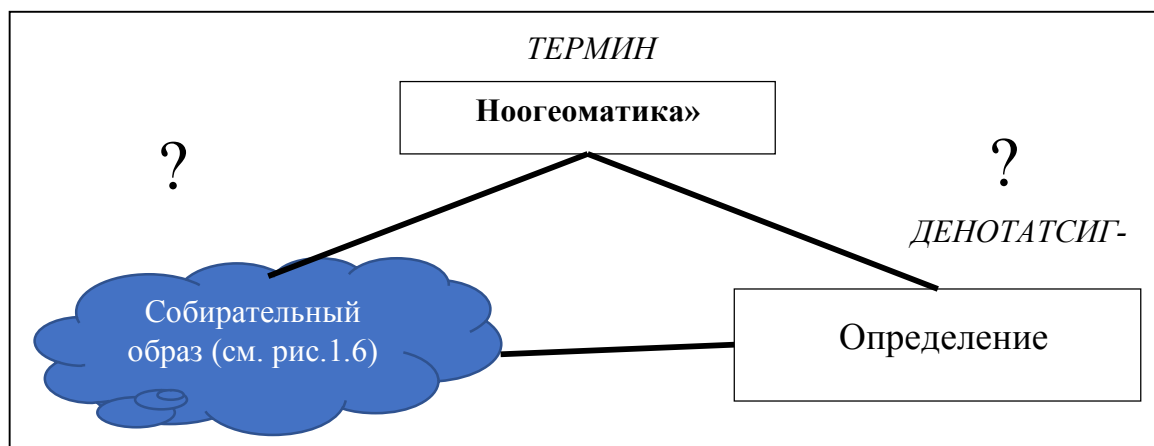 ТЕРМИН
Ноогеоматика»
?
?
ДЕНОТАТСИГ-
Собирательный
образ (см. рис.1.6)
Определение